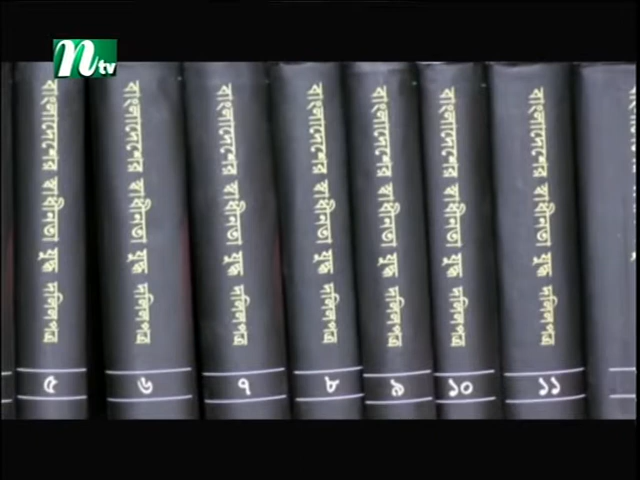 ntv
বাংলাদেশের স্বাধীনতা যুদ্ধ দলিলপত্র
৫
বাংলাদেশের স্বাধীনতা যুদ্ধ দলিলপত্র
৬
বাংলাদেশের স্বাধীনতা যুদ্ধ দলিলপত্র
৭
বাংলাদেশের স্বাধীনতা যুদ্ধ দলিলপত্র
৮
বাংলাদেশের স্বাধীনতা যুদ্ধ দলিলপত্র
৯
বাংলাদেশের স্বাধীনতা যুদ্ধ দলিলপত্র
১০
বাংলাদেশের স্বাধীনতা যুদ্ধ দলিলপত্র
১১